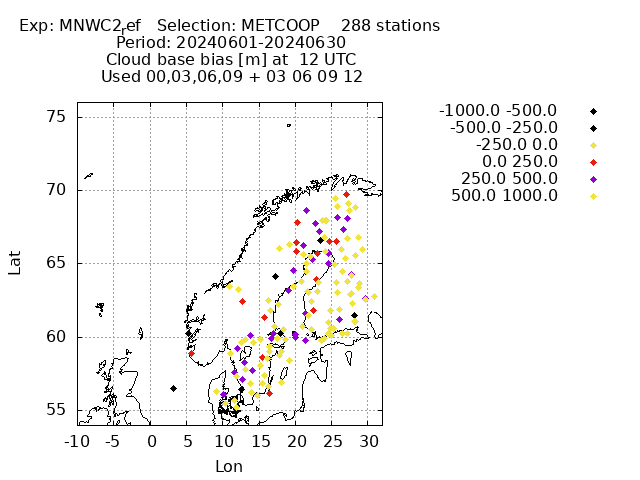 Exp: MNWC2ref   Selection: METCOOP    288 stations
Period: 20240601-20240630
Cloud base bias [m] at  12 UTC
Used 00,03,06,09 + 03 06 09 12
-1000.0 -500.0
-500.0 -250.0
-250.0 0.0
0.0 250.0
250.0 500.0
500.0 1000.0
75
70
65
60
55
Lat
-10 -5 0 5 10 15 20 25 30
Lon